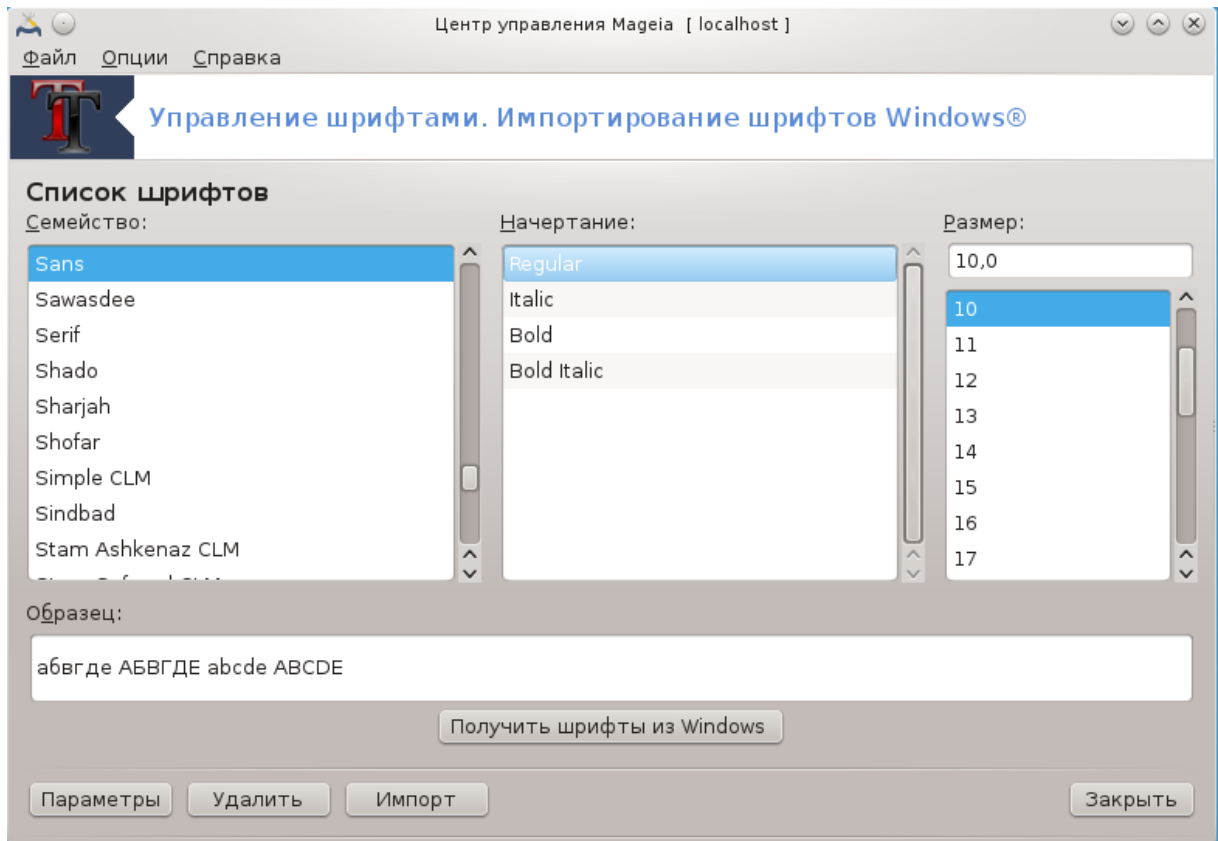 Центр управления Mageia [ localhost ]
Файл Опции Справка
Управление шрифтами. Импортирование шрифтов Windows®
Список шрифтов
Семейство: Начертание: Размер:
Sans Regular 10,0
Sawasdee Italic 10
Serif Bold 11
Shado Bold Italic 12
Sharjah 13
Shofar 14
Simple CLM 15
Sindbad 16
Stam Ashkenaz CLM 17
Образец:
абвгде АБВГДЕ abcde ABCDE
Получить шрифты из Windows
Параметры Удалить Импорт Закрыть